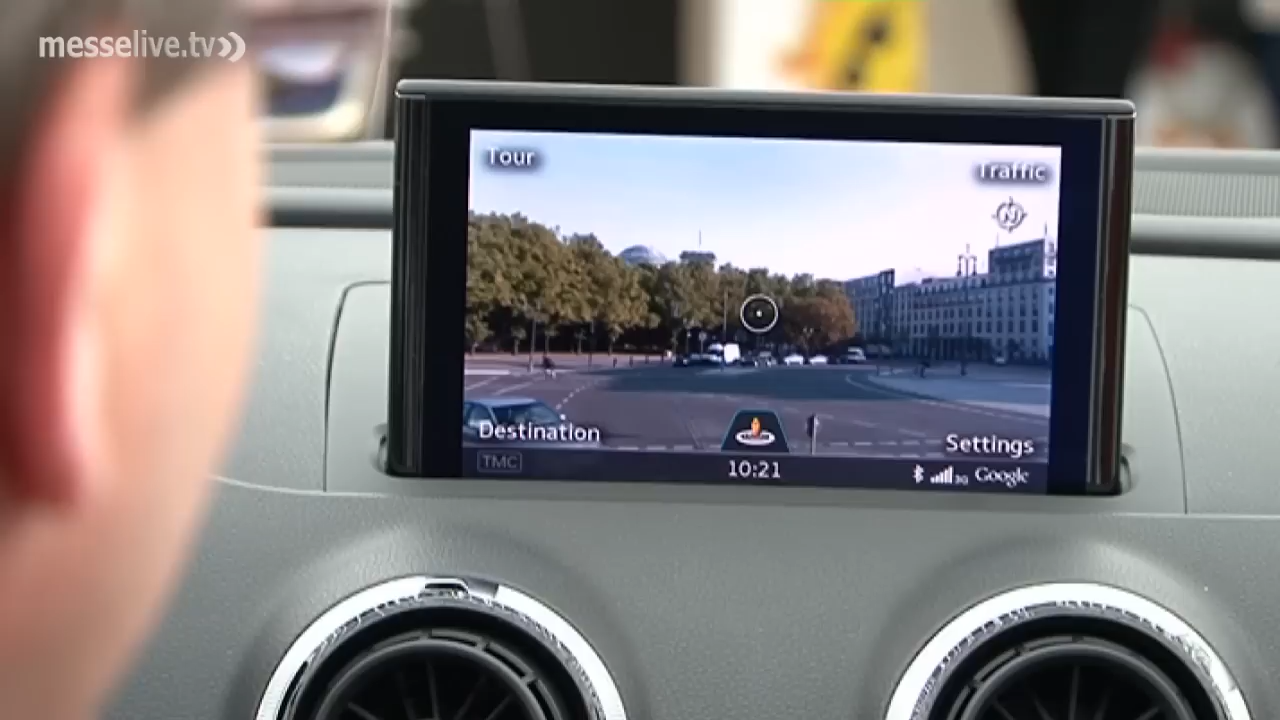 messelive.tv
Tour
Traffic
N
Destination
Settings
TMC
10:21
3G Google